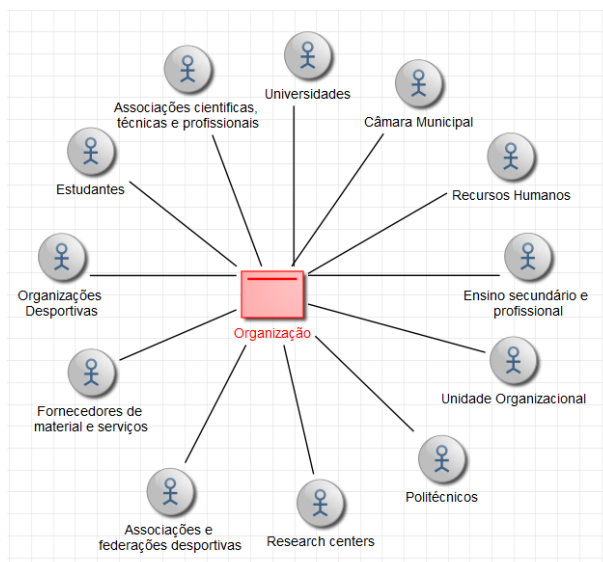 Universidades
Associações cientificas,
técnicas e profissionais
Câmara Municipal
Estudantes
Recursos Humanos
Organizações
Desportivas
Ensino secundário e
profissional
Organização
Unidade Organizacional
Fornecedores de
material e serviços
Politécnicos
Associações e
federações desportivas
Research centers